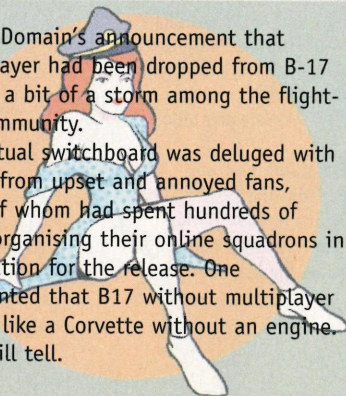 Domain's announcement that
ayer had been dropped from B-17
a bit of a storm among the flight-
mmunity.
tual switchboard was deluged with
from upset and annoyed fans,
f whom had spent hundreds of
organising their online squadrons in
tion for the release. One
nted that B17 without multiplayer
like a Corvette without an engine.
ill tell.